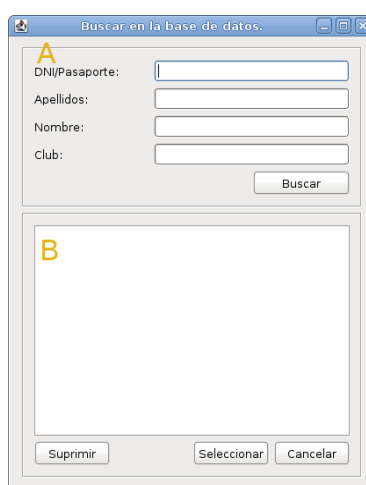 Buscar en la base de datos.
A
DNI/Pasaporte:
Apellidos:
Nombre:
Club:
Buscar
B
Suprimir Seleccionar Cancelar